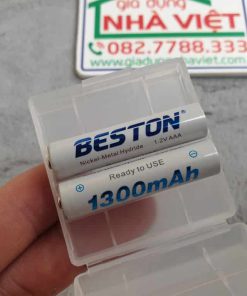 gia dụng
NHÀ VIỆT
082.7788.333
www.giadungnhaviet.com
BESTON®
Nickel-Metal Hydride 1.2V AAA
Ready to USE
1300mAh